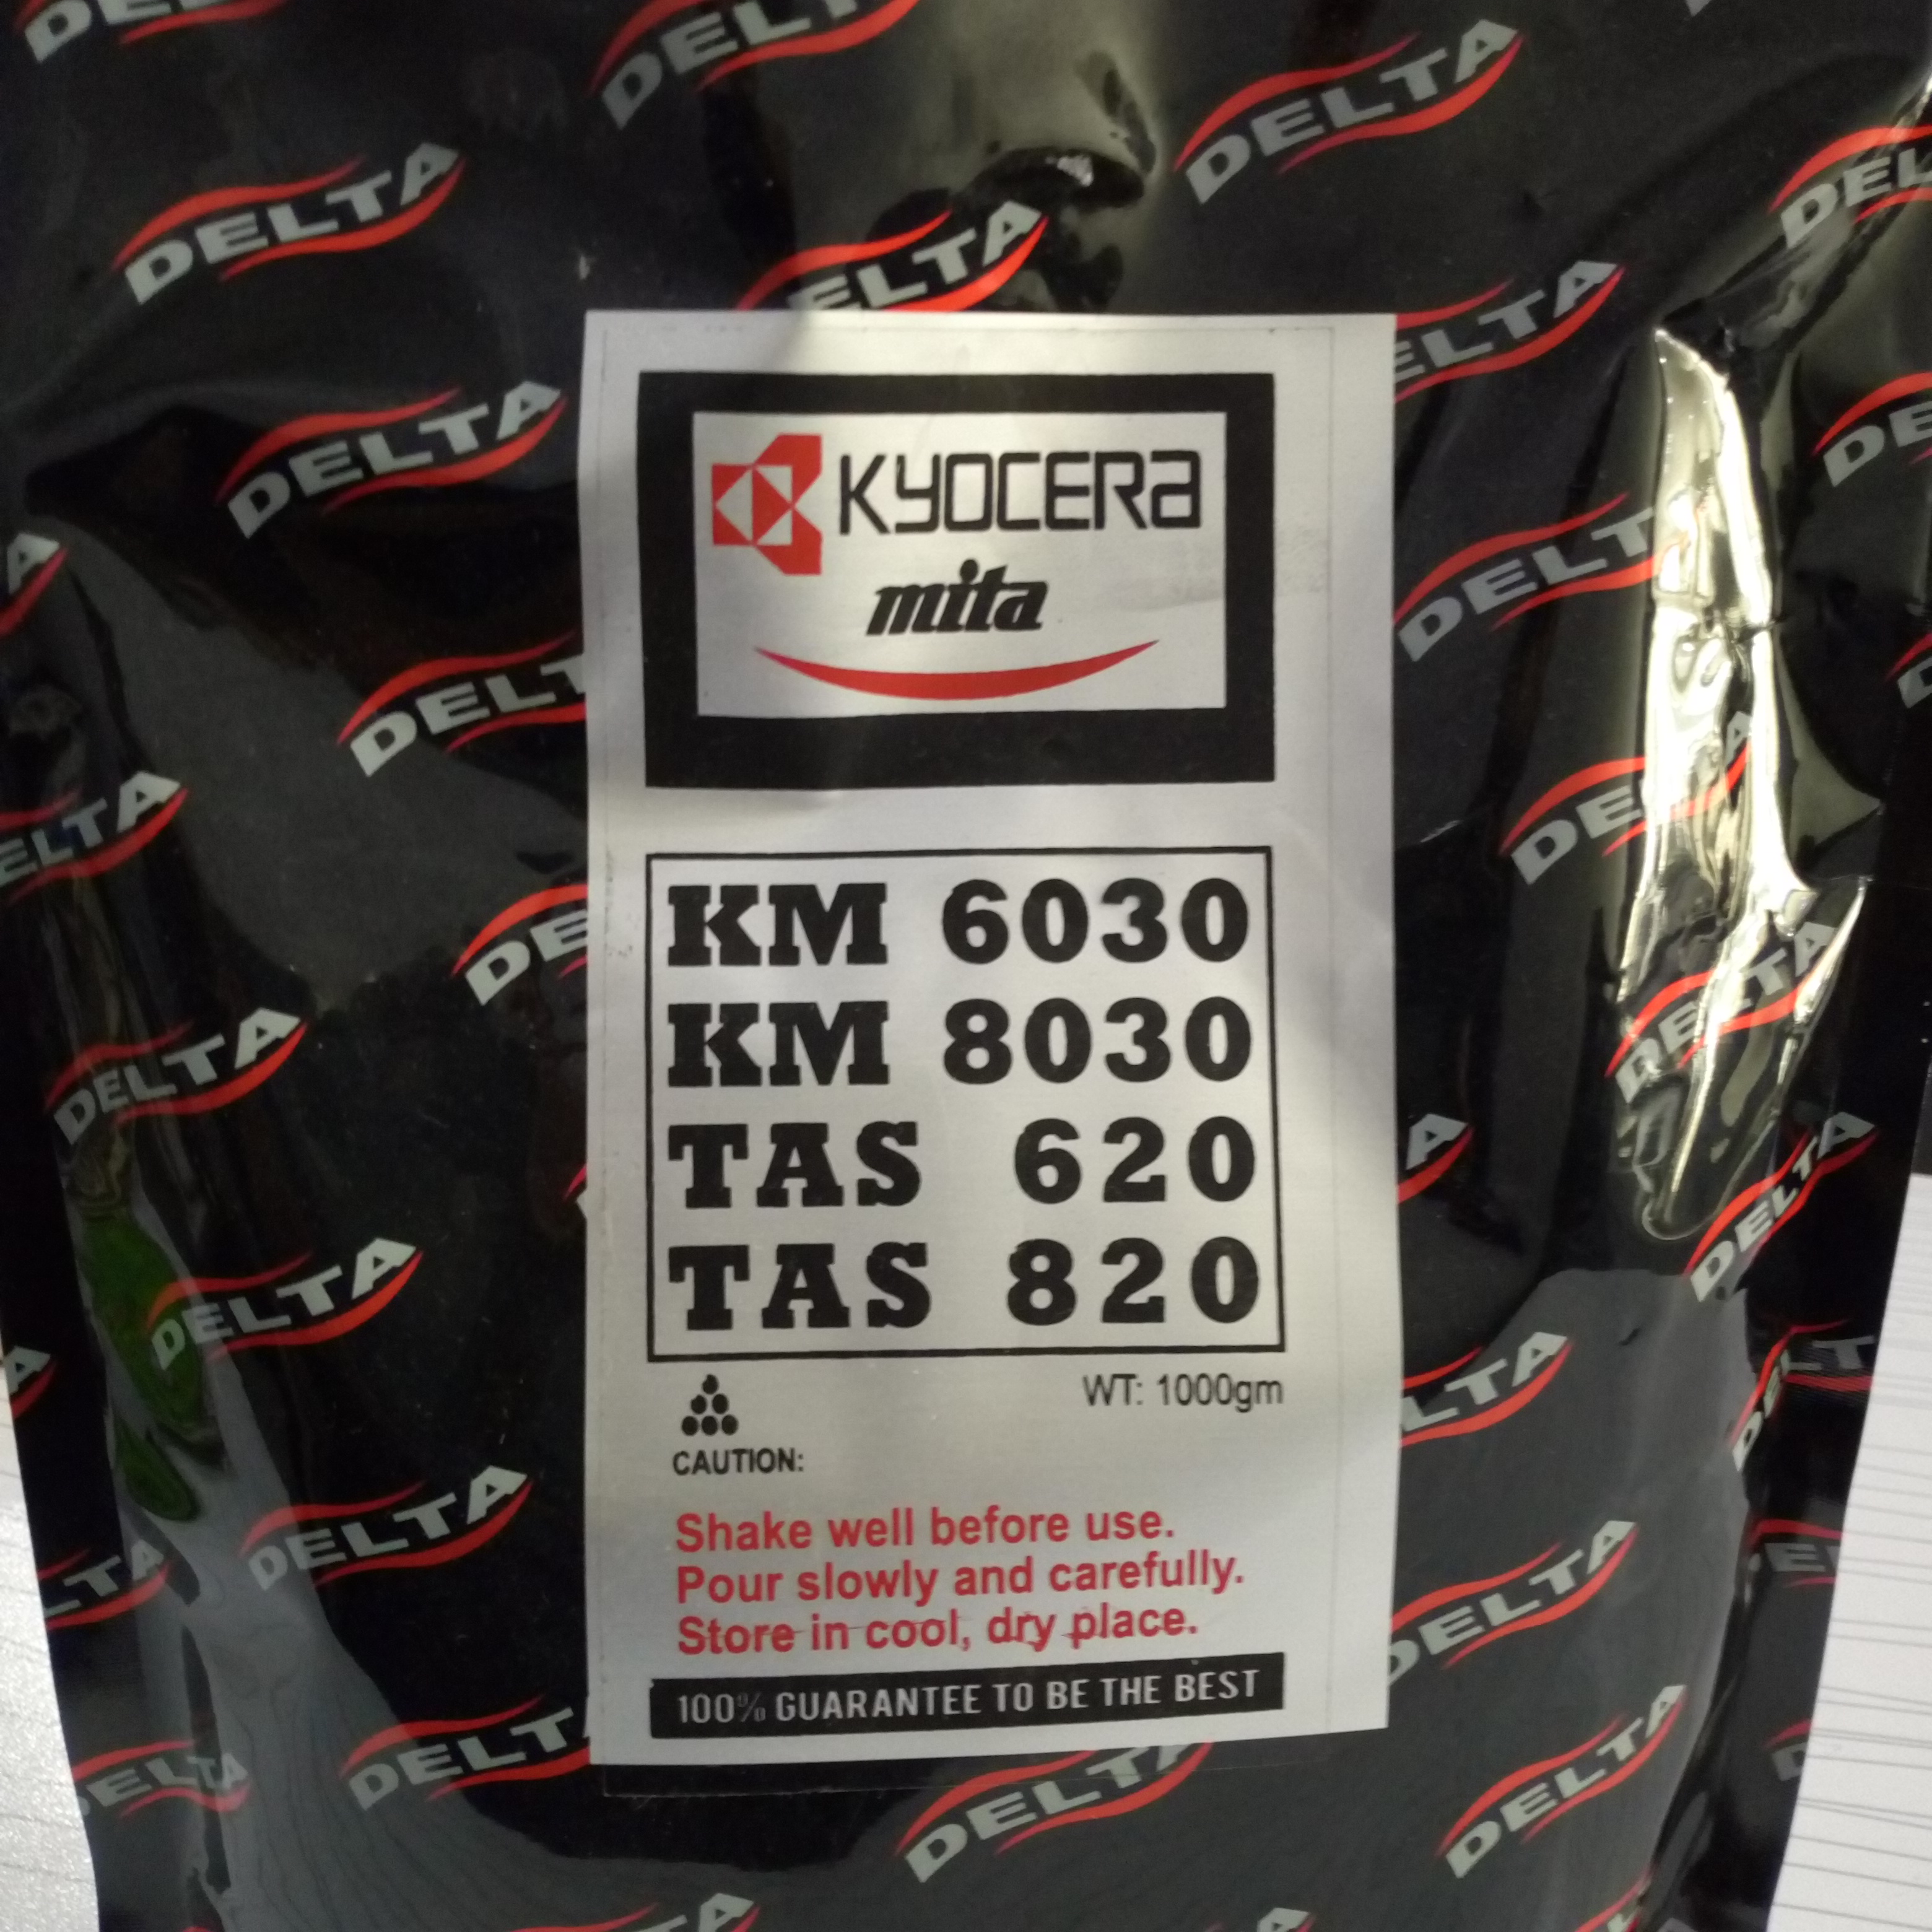 DELTA
KYOCERA
mita
KM 6030
KM 8030
TAS 620
TAS 820
WT: 1000gm
CAUTION:
Shake well before use.
Pour slowly and carefully.
Store in cool, dry place.
100% GUARANTEE TO BE THE BEST